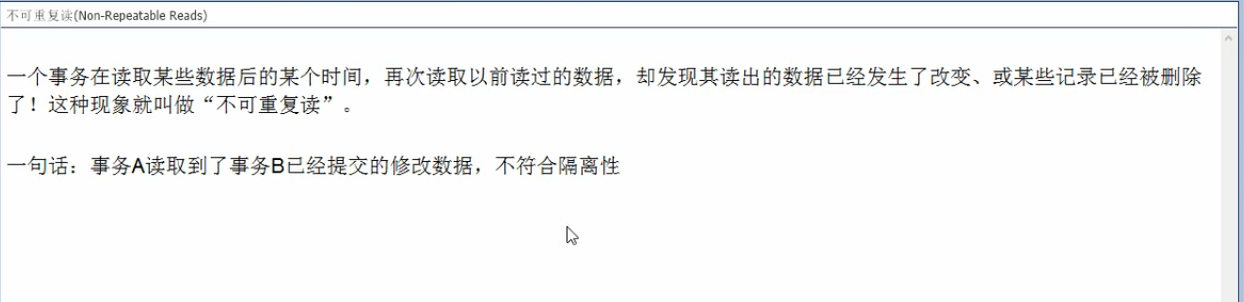 不可重复读(Non-Repeatable Reads)
一个事务在读取某些数据后的某个时间，再次读取以前读过的数据，却发现其读出的数据已经发生了改变、或某些记录已经被删除
了！这种现象就叫做“不可重复读”。
一句话：事务A读取到了事务B已经提交的修改数据，不符合隔离性